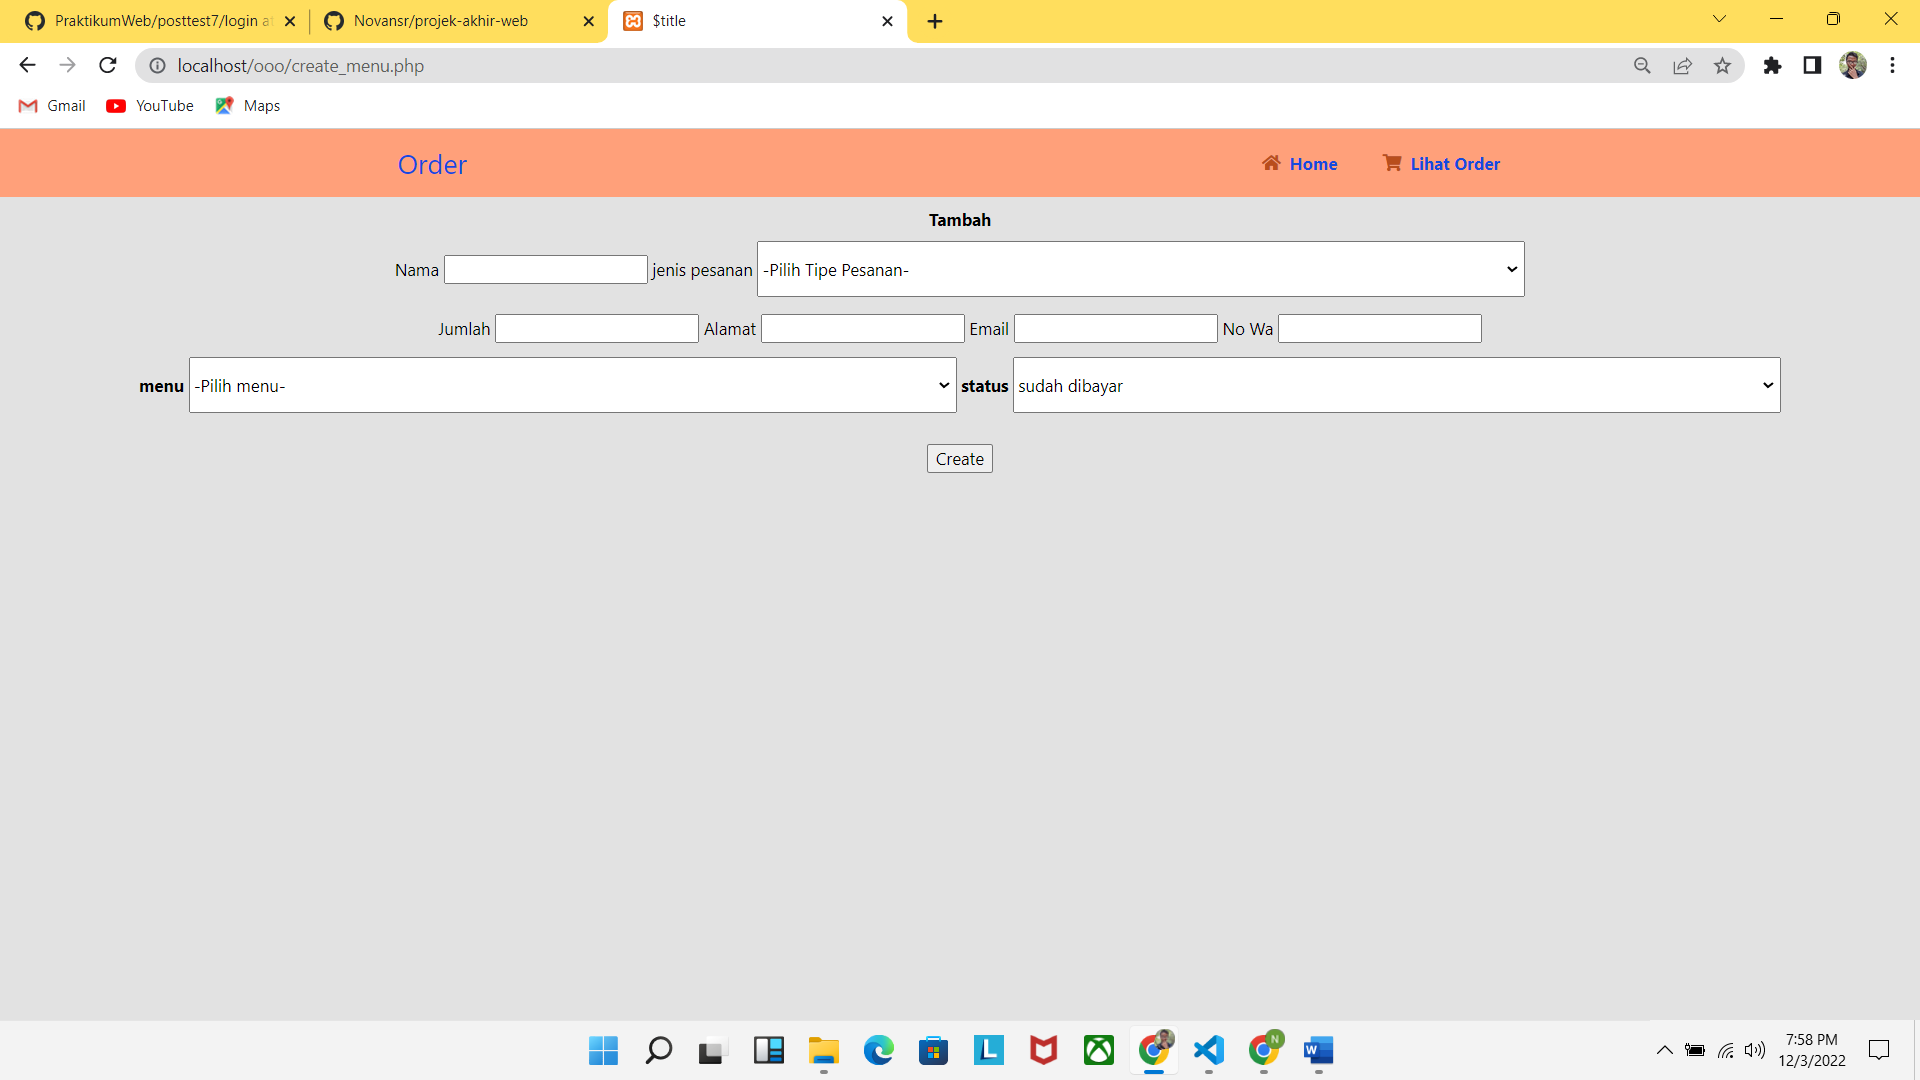 PraktikumWeb/posttest7/login at
Novansr/projek-akhir-web
$title
localhost/ooo/create_menu.php
Gmail
YouTube
Maps
Order
Home
Lihat Order
Tambah
Nama
jenis pesanan
-Pilih Tipe Pesanan-
Jumlah
Alamat
Email
No Wa
menu
-Pilih menu-
status
sudah dibayar
Create
L
N
W
7:58 PM
12/3/2022